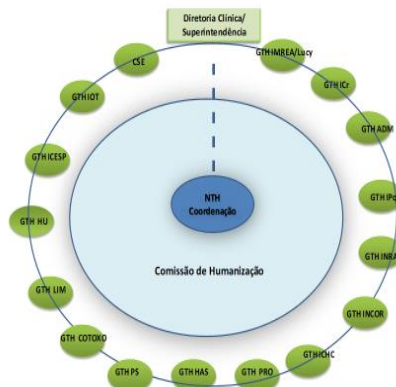 Diretoria Clínica/
Superintendência
CSE
GTH IMREA/Lucy
GTH IOT
GTH ICr
GTH ICESP
GTH ADM
GTH HU
NTH
Coordenação
GTH IPq
Comissão de Humanização
GTH INRA
GTH LIM
GTH INCOR
GTH COTOXO
GTH ICHC
GTH PS
GTH HAS
GTH PRO